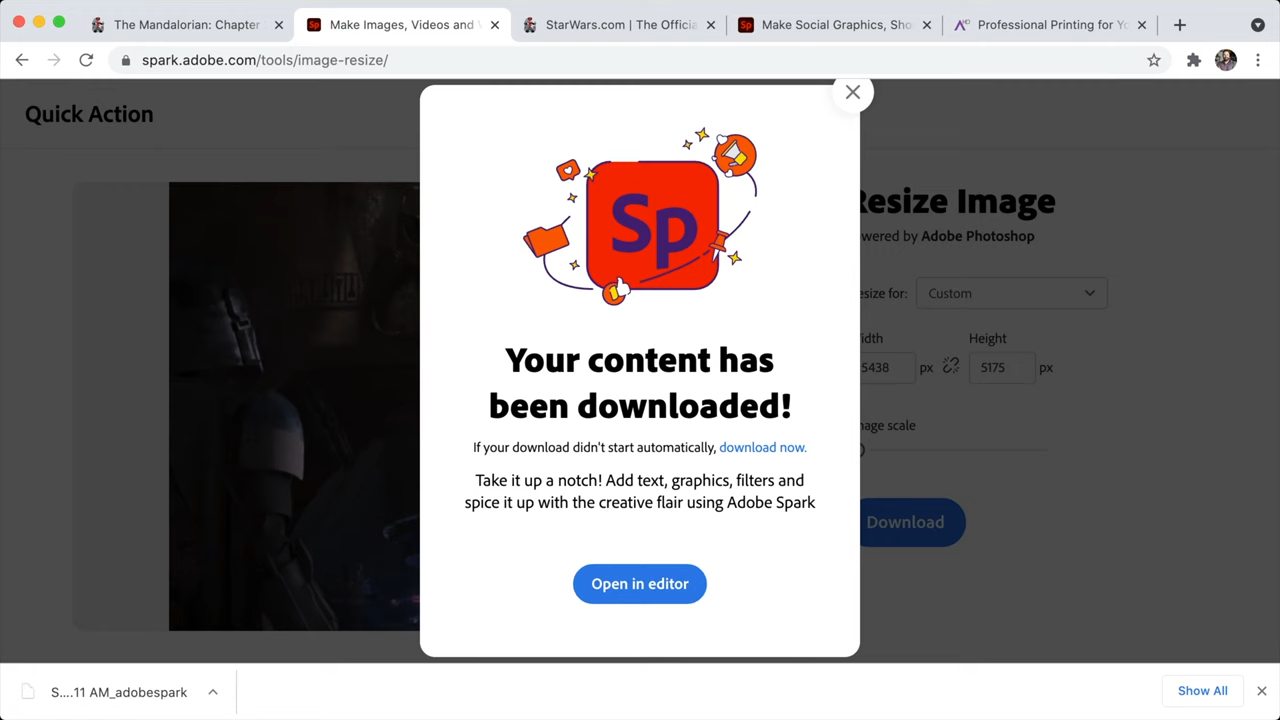 The Mandalorian: Chapter
Make Images, Videos and
StarWars.com | The Officia
Make Social Graphics, Sho
Professional Printing for Yo
spark.adobe.com/tools/image-resize/
Quick Action
Sp
Your content has
been downloaded!
If your download didn't start automatically, download now.
Take it up a notch! Add text, graphics, filters and
spice it up with the creative flair using Adobe Spark
Open in editor
Resize Image
wered by Adobe Photoshop
esize for: Custom
idth Height
5438 px 5175 px
nage scale
Download
S....11 AM_adobespark
Show All